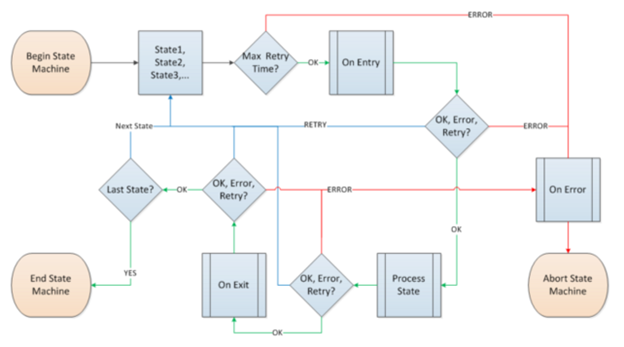 ERROR
Begin State
Machine
State1,
State2,
State3,...
Max Retry
Time?
OK
On Entry
Next State
RETRY
OK, Error,
Retry?
ERROR
Last State?
OK
OK, Error,
Retry?
ERROR
On Error
OK
YES
End State
Machine
On Exit
OK, Error,
Retry?
Process
State
Abort State
Machine
OK